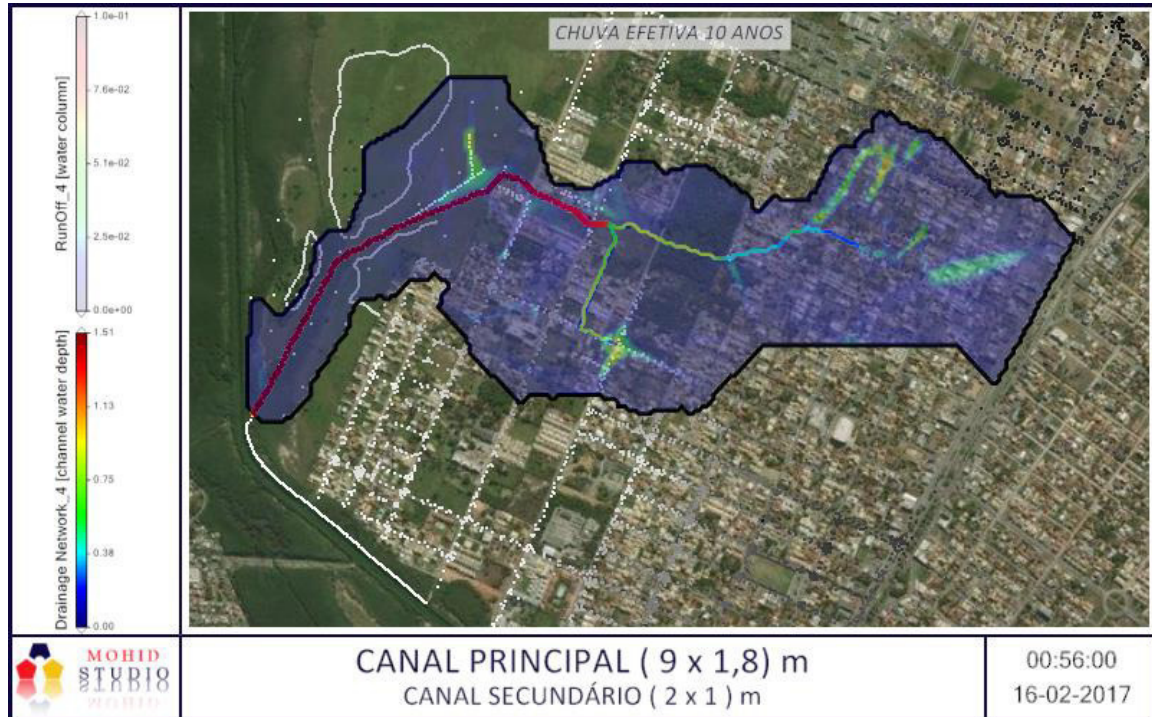 CHUVA EFETIVA 10 ANOS
RunOff_4 [water column]
1.0e-01
7.6e-02
5.1e-02
2.5e-02
0.0e+00
Drainage Network_4 [channel water depth]
1.51
1.13
0.75
0.38
0.00
MOHID
STUDIO
CANAL PRINCIPAL ( 9 x 1,8) m
CANAL SECUNDÁRIO ( 2 x 1 ) m
00:56:00
16-02-2017